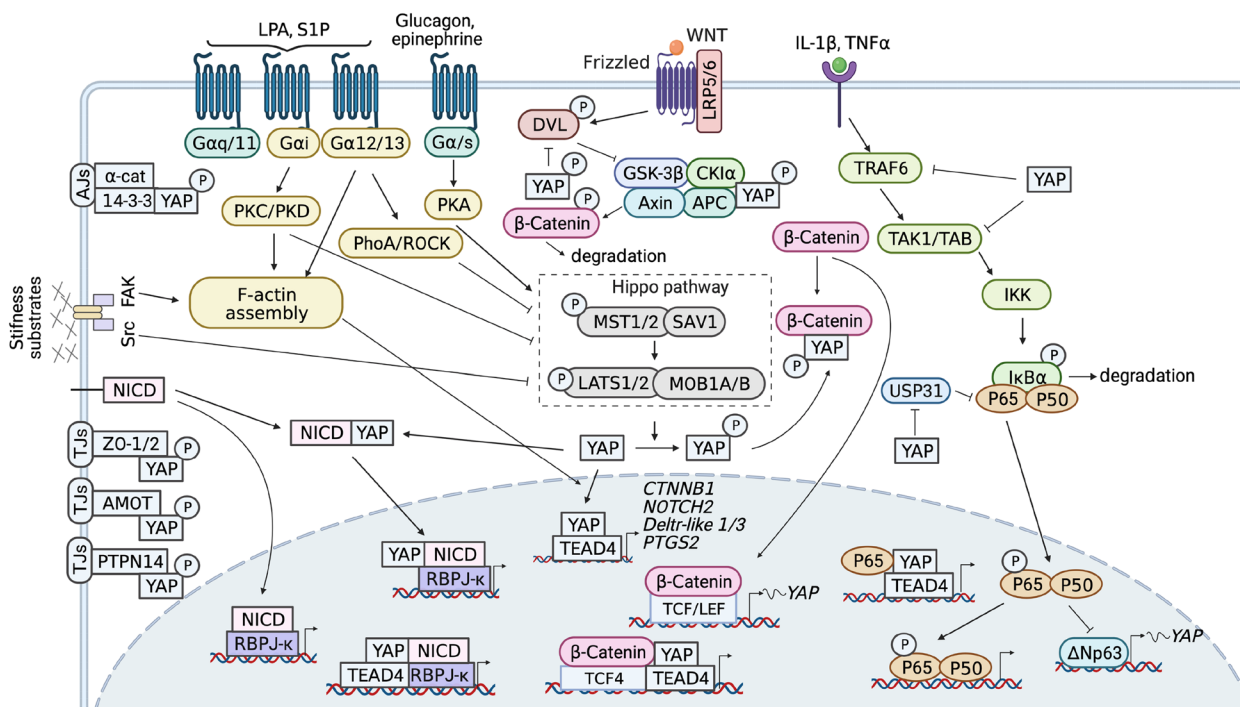 LPA, S1P
Glucagon,
epinephrine
WNT
Frizzled
LRP5/6
IL-1β, TNFα
Gαq/11
Gαi
Gα12/13
Gα/s
DVL
P
P
YAP
GSK-3β
CKIα
Axin
APC
YAP
P
TRAF6
YAP
AJs
α-cat
14-3-3
YAP
P
PKC/PKD
PKA
PhoA/ROCK
P
β-Catenin
degradation
β-Catenin
TAK1/TAB
Stifness
substrates
FAK
Src
F-actin
assembly
Hippo pathway
P
MST1/2
SAV1
P
LATS1/2
M0B1A/B
β-Catenin
YAP
P
IKK
P
IκBα
P65
P50
degradation
USP31
YAP
NICD
NICD
YAP
YAP
YAP
P
TJs
ZO-1/2
YAP
P
TJs
AM0T
YAP
P
TJs
PTPN14
YAP
P
CTNNB1
N0TCH2
Deltr-like 1/3
PTGS2
YAP
TEAD4
YAP
NICD
RBPJ-κ
NICD
RBPJ-κ
YAP
NICD
TEAD4
RBPJ-κ
β-Catenin
TCF/LEF
YAP
β-Catenin
YAP
TCF4
TEAD4
P65
YAP
TEAD4
P
P65
P50
P
P65
P50
ΔNp63
YAP